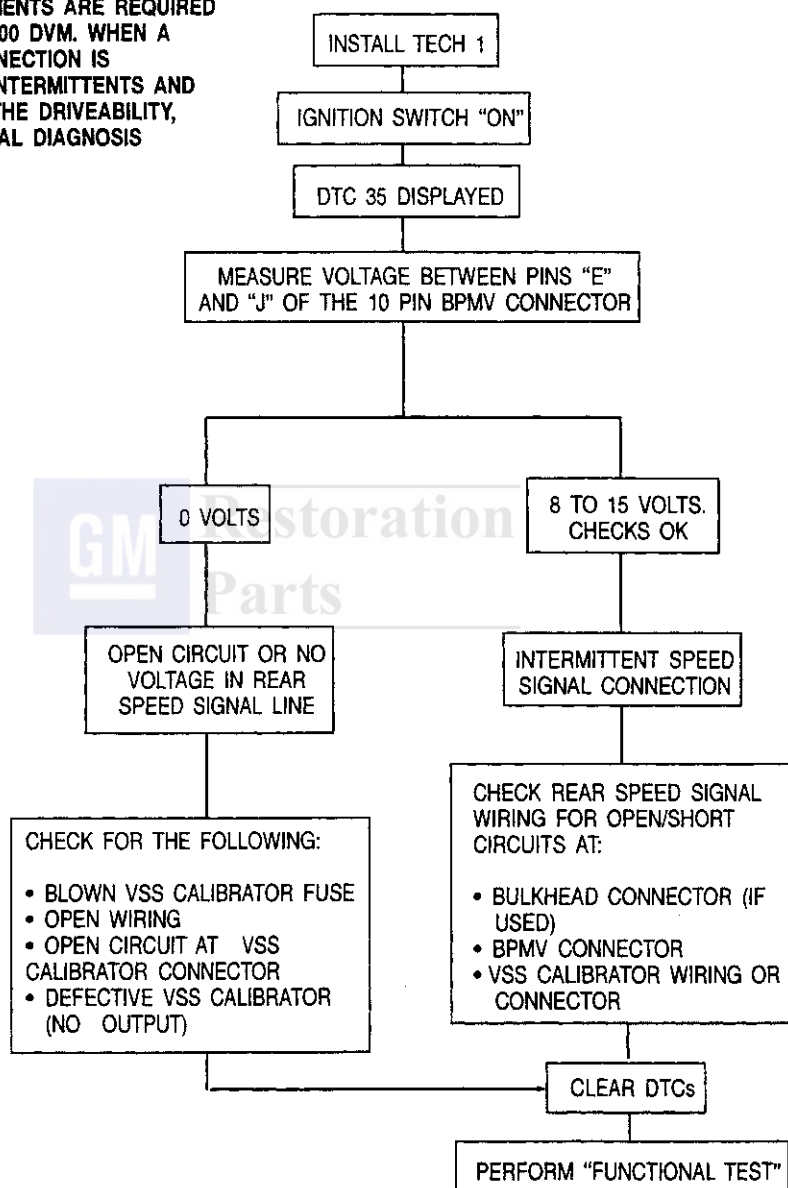 MENTS ARE REQUIRED
00 DVM. WHEN A
NECTION IS
NTERMITTENTS AND
THE DRIVEABILITY,
AL DIAGNOSIS
INSTALL TECH 1
IGNITION SWITCH "ON"
DTC 35 DISPLAYED
MEASURE VOLTAGE BETWEEN PINS "E"
AND "J" OF THE 10 PIN BPMV CONNECTOR
GM
Restoration
Parts
0 VOLTS
8 TO 15 VOLTS.
CHECKS OK
OPEN CIRCUIT OR NO
VOLTAGE IN REAR
SPEED SIGNAL LINE
INTERMITTENT SPEED
SIGNAL CONNECTION
CHECK FOR THE FOLLOWING:
• BLOWN VSS CALIBRATOR FUSE
• OPEN WIRING
• OPEN CIRCUIT AT VSS
CALIBRATOR CONNECTOR
• DEFECTIVE VSS CALIBRATOR
(NO OUTPUT)
CHECK REAR SPEED SIGNAL
WIRING FOR OPEN/SHORT
CIRCUITS AT:
• BULKHEAD CONNECTOR (IF
USED)
• BPMV CONNECTOR
• VSS CALIBRATOR WIRING OR
CONNECTOR
CLEAR DTCs
PERFORM "FUNCTIONAL TEST"